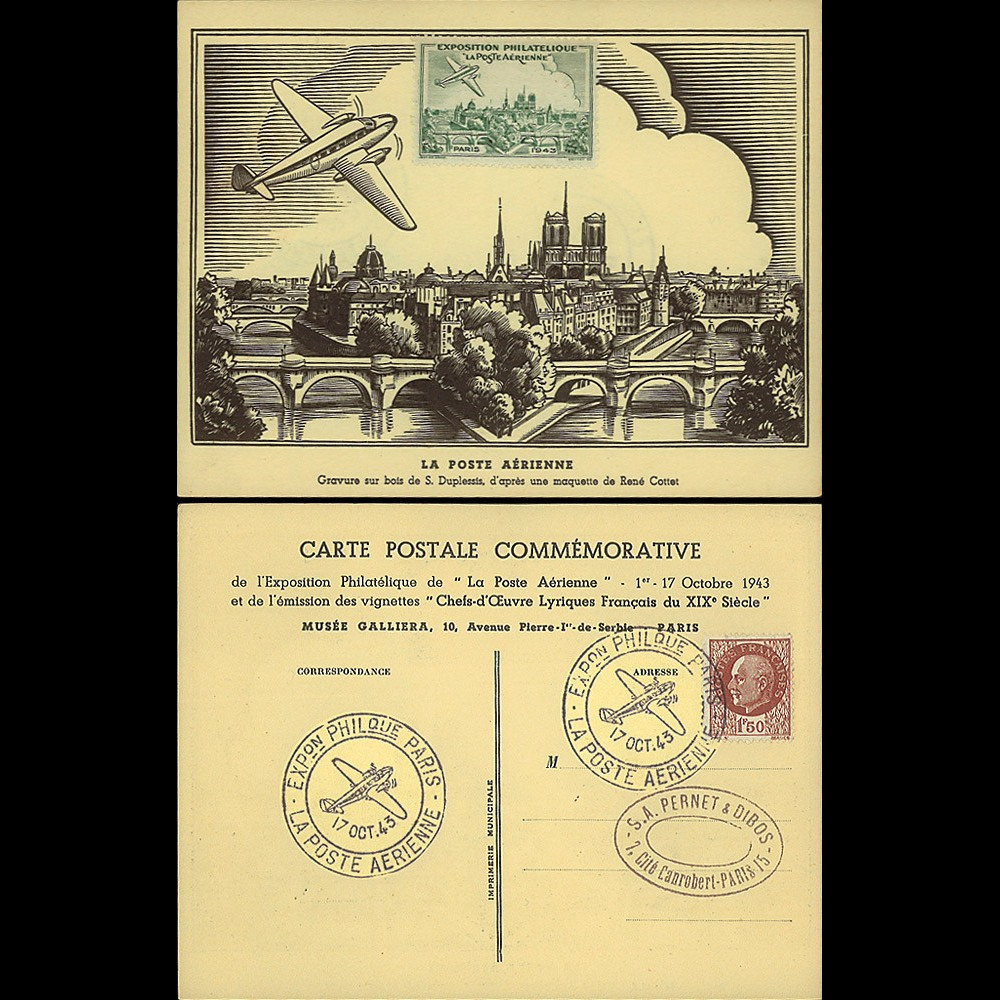 EXPOSITION PHILATELIQUE
"LA POSTE AÉRIENNE"
PARIS 1943
LA POSTE AÉRIENNE
Gravure sur bois de S. Duplessis, d'après une maquette de René Cottet
CARTE POSTALE COMMÉMORATIVE
de l'Exposition Philatélique de " La Poste Aérienne " - 1er - 17 Octobre 1943
et de l'émission des vignettes " Chefs-d'Œuvre Lyriques Français du XIXe Siècle "
MUSÉE GALLIERA, 10, Avenue Pierre-Ier-de-Serbie - PARIS
CORRESPONDANCE
ADRESSE
EXPON PHILQUE PARIS
17 OCT.43
LA POSTE AERIENNE
POSTES FRANÇAISES
1F50
EXPON PHILQUE PARIS
17 OCT.43
LA POSTE AERIENNE
M
IMPRIMERIE MUNICIPALE
S.A. PERNET & DIBOS
7, Cité Canrobert-PARIS-15